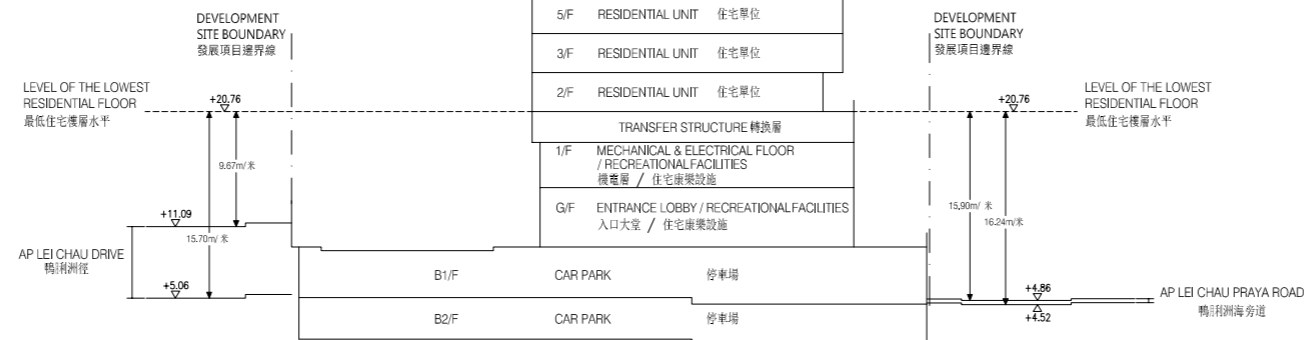 5/F RESIDENTIAL UNIT 住宅單位
DEVELOPMENT
SITE BOUNDARY
發展項目邊界線
DEVELOPMENT
SITE BOUNDARY
發展項目邊界線
3/F RESIDENTIAL UNIT 住宅單位
LEVEL OF THE LOWEST
RESIDENTIAL FLOOR
最低住宅樓層水平
+20.76
2/F RESIDENTIAL UNIT 住宅單位
+20.76
LEVEL OF THE LOWEST
RESIDENTIAL FLOOR
最低住宅樓層水平
TRANSFER STRUCTURE 轉換層
9.67m/米
1/F MECHANICAL & ELECTRICAL FLOOR
/ RECREATIONAL FACILITIES
機電層 / 住宅康樂設施
+11.09
15.70m/米
G/F ENTRANCE LOBBY / RECREATIONAL FACILITIES
入口大堂 / 住宅康樂設施
15.90m/米
16.24m/米
AP LEI CHAU DRIVE
鴨脷洲徑
+5.06
B1/F CAR PARK 停車場
+4.86
+4.52
AP LEI CHAU PRAYA ROAD
鴨脷洲海旁道
B2/F CAR PARK 停車場